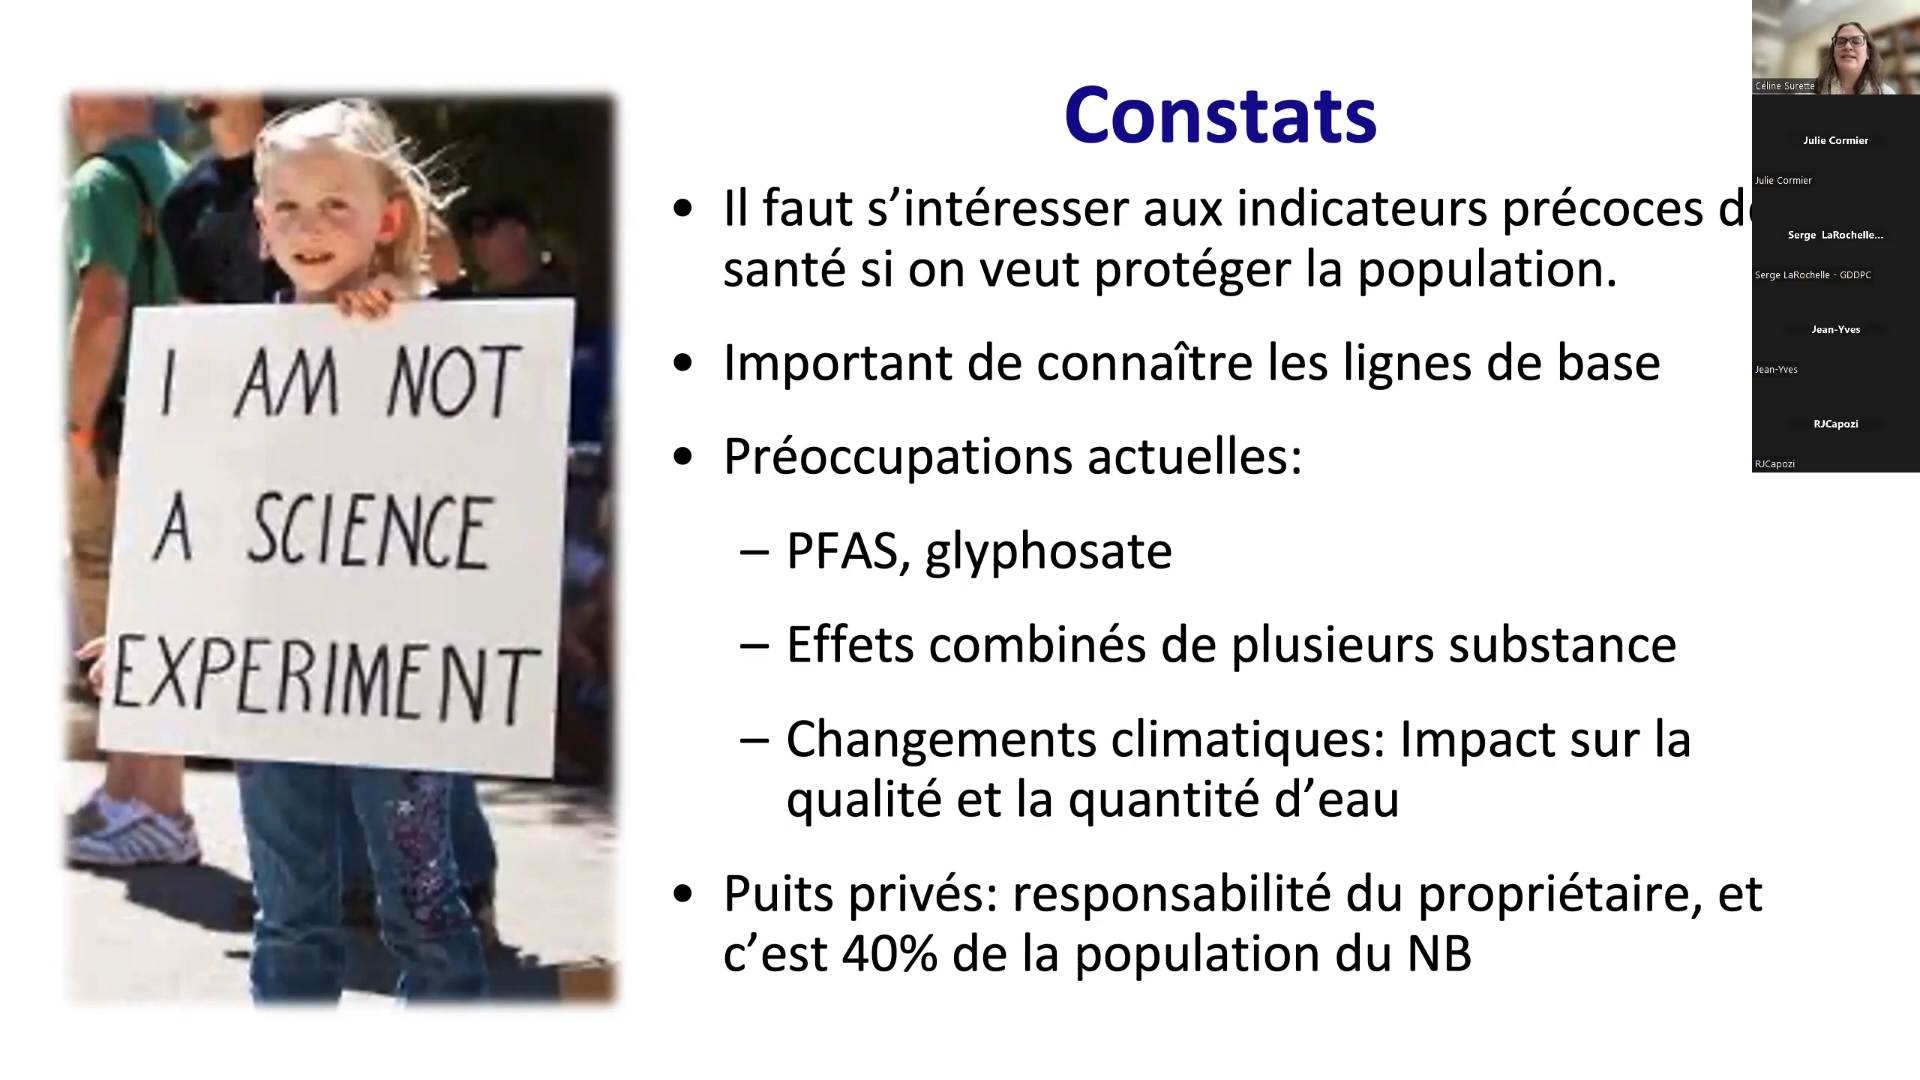 Constats
• Il faut s'intéresser aux indicateurs précoces de
santé si on veut protéger la population.
• Important de connaître les lignes de base
• Préoccupations actuelles:
– PFAS, glyphosate
– Effets combinés de plusieurs substance
– Changements climatiques: Impact sur la
qualité et la quantité d'eau
• Puits privés: responsabilité du propriétaire, et
c'est 40% de la population du NB
I AM NOT
A SCIENCE
EXPERIMENT
Céline Surette
Julie Cormier
Julie Cormier
Serge LaRochelle...
Serge LaRochelle - GDDPC
Jean-Yves
Jean-Yves
RJCapozi
RJCapozi